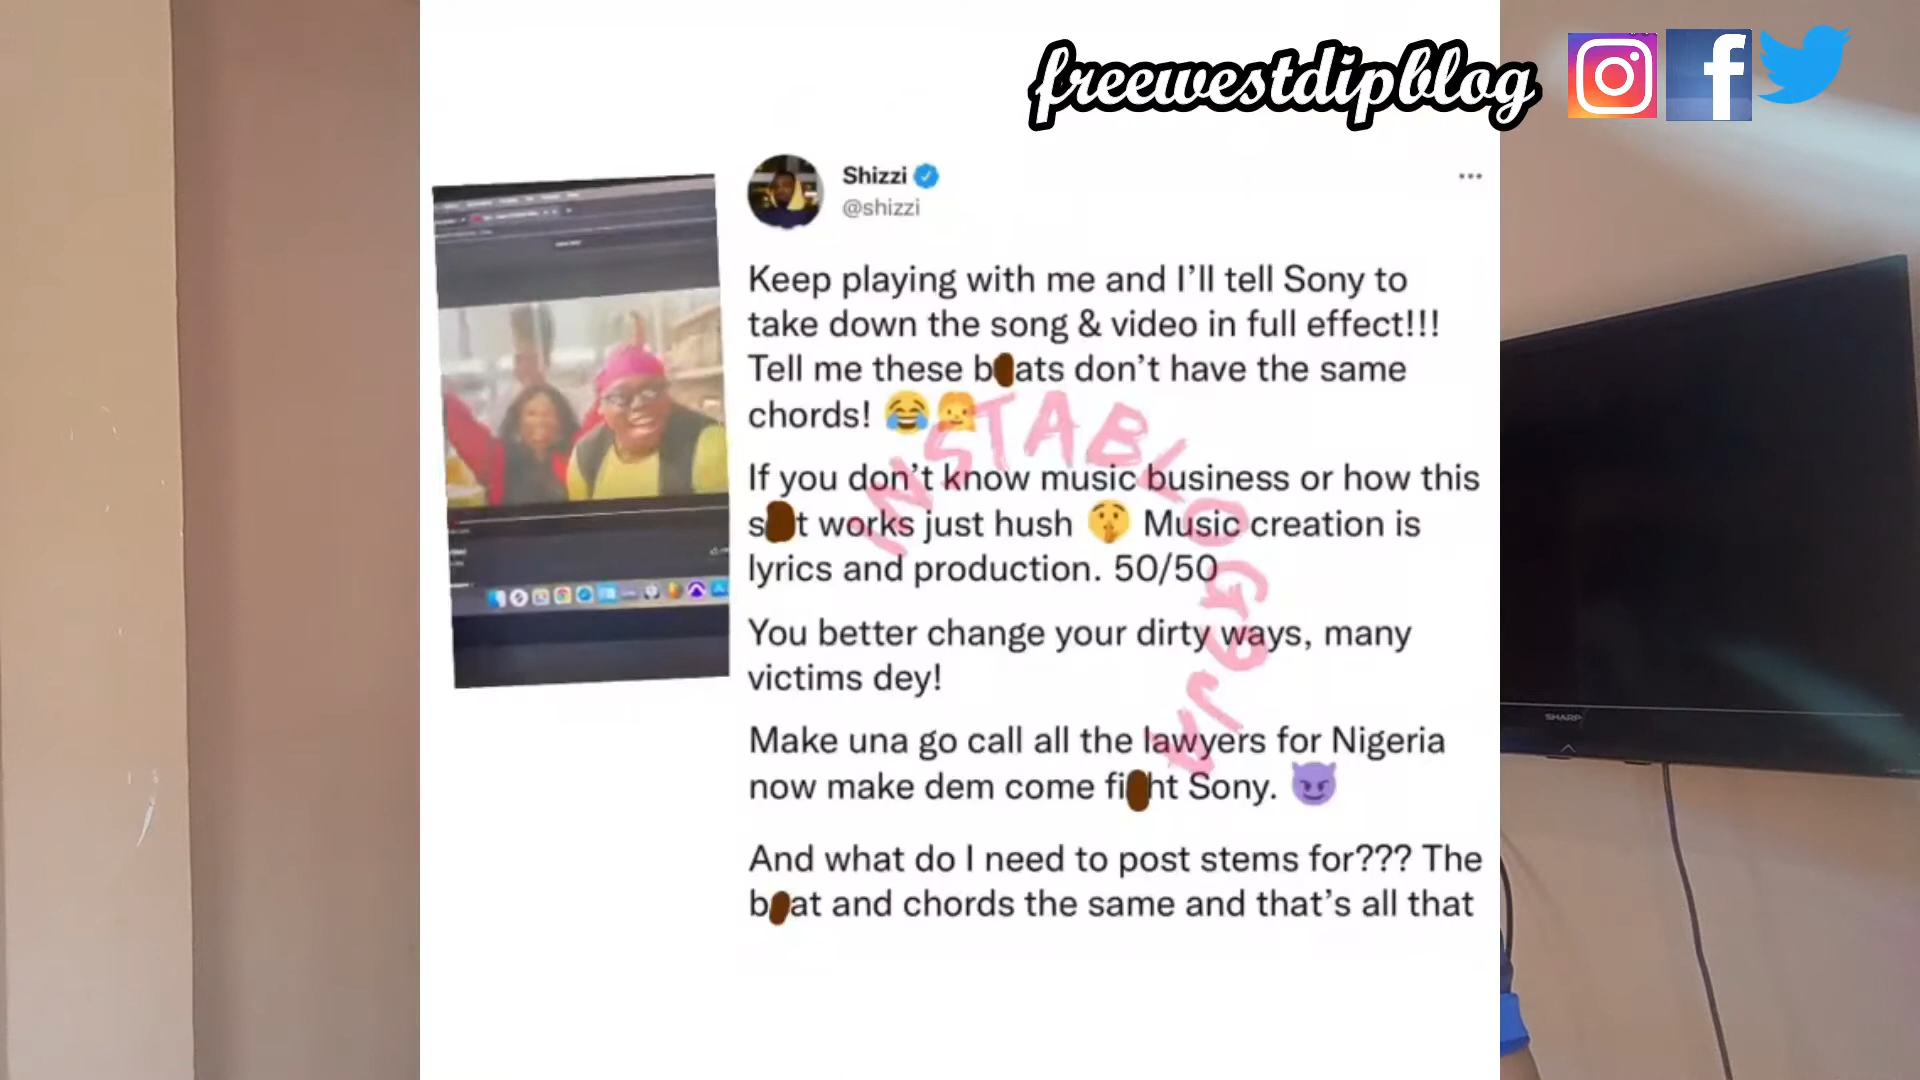 freewestdipblog
Shizzi
@shizzi
Keep playing with me and I’ll tell Sony to
take down the song & video in full effect!!!
Tell me these b ats don’t have the same
chords! 😂🤗
If you don’t know music business or how this
s t works just hush 🤫 Music creation is
lyrics and production. 50/50
You better change your dirty ways, many
victims dey!
Make una go call all the lawyers for Nigeria
now make dem come fi ht Sony. 😈
And what do I need to post stems for??? The
b at and chords the same and that’s all that
INSTABLOG9JA
SHARP